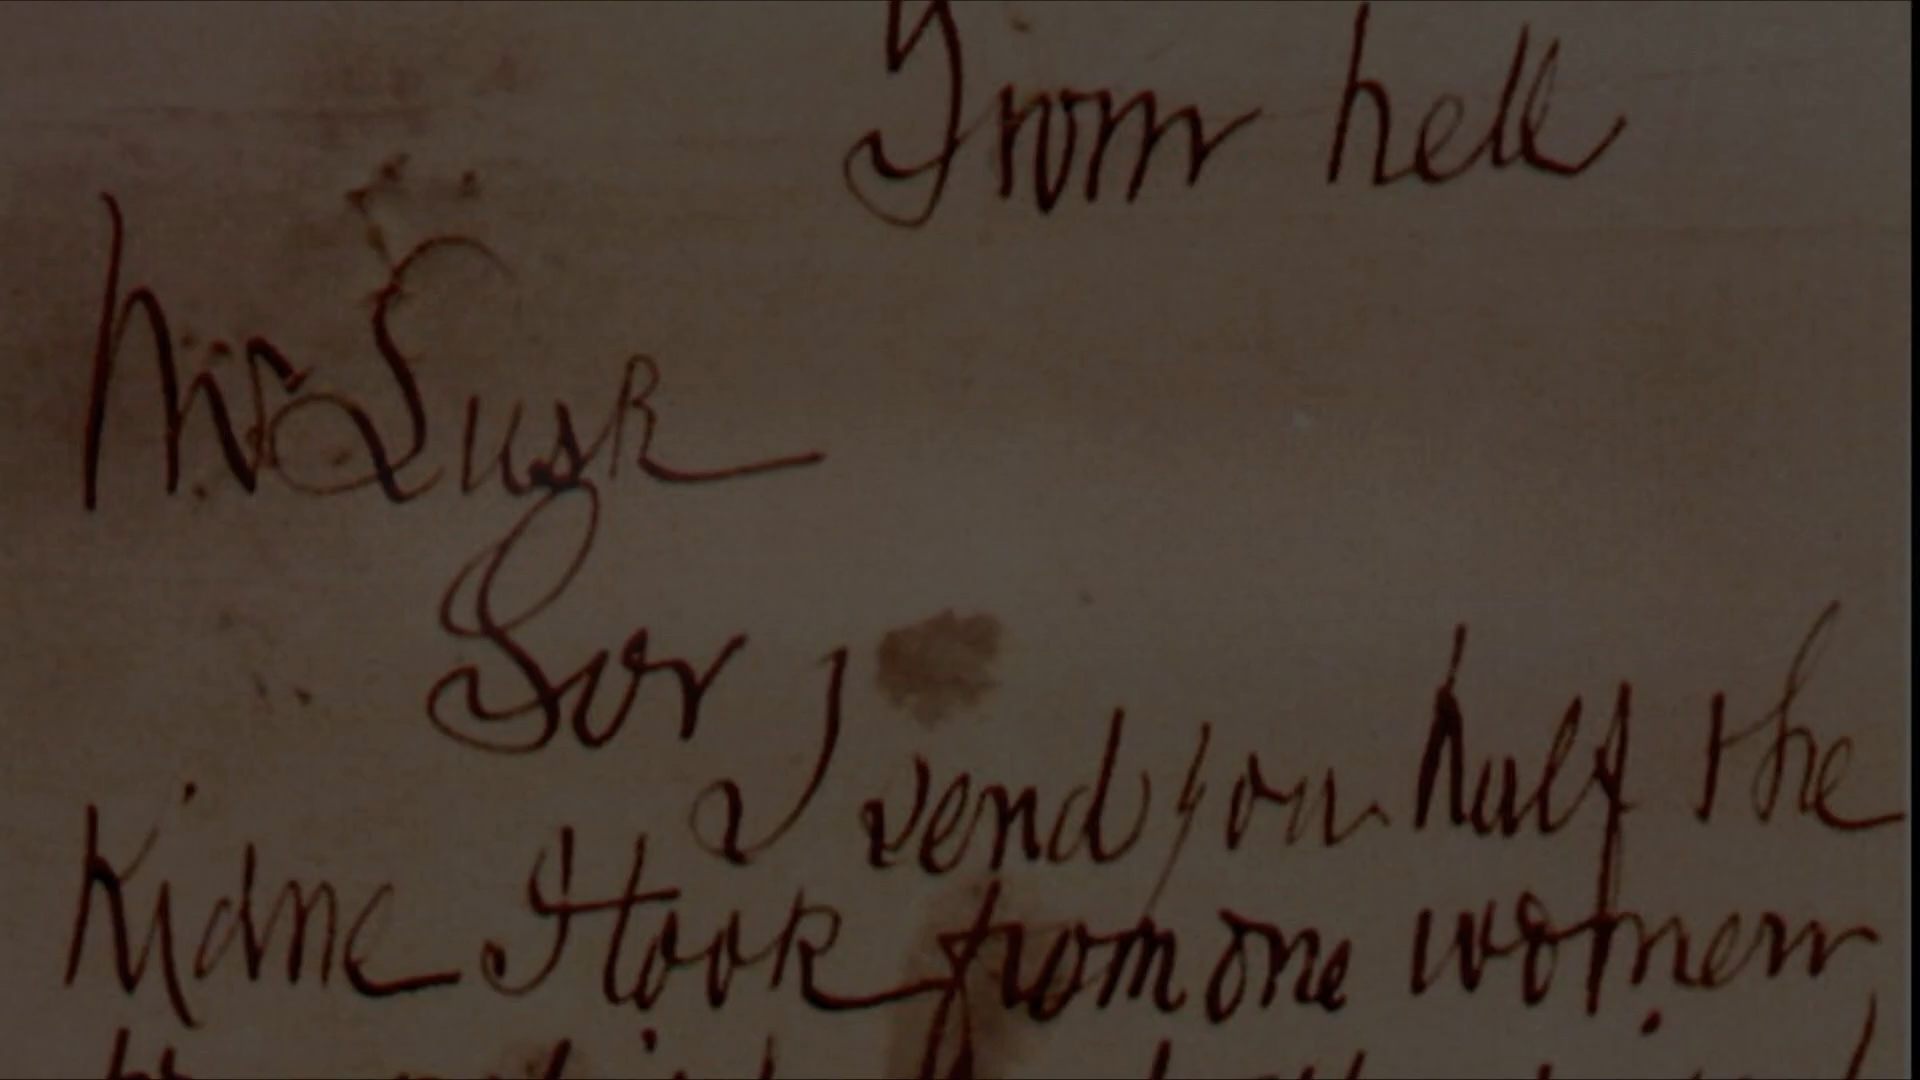 From hell
Mr Lusk
Sor
I send you half the
Kidne I took from one women